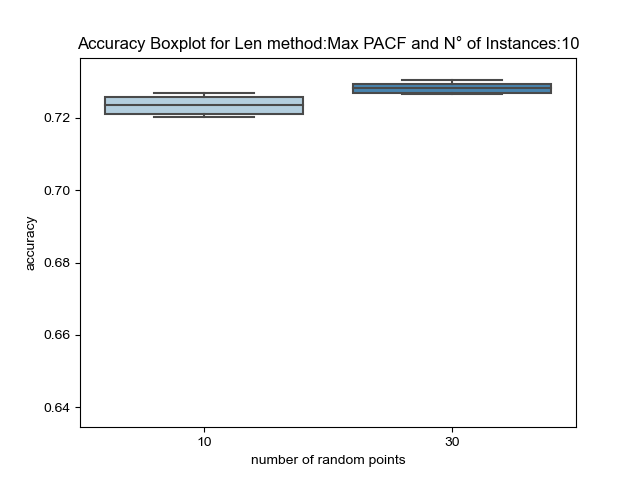 Accuracy Boxplot for Len method:Max PACF and N° of Instances:10
0.72
0.70
0.68
0.66
0.64
accuracy
10
30
number of random points